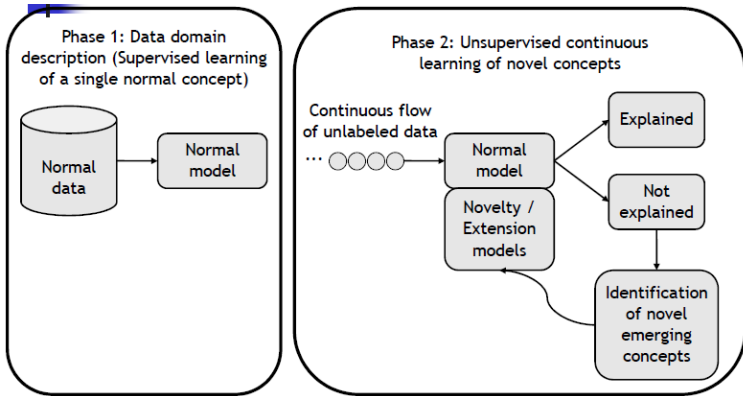 Phase 1: Data domain
description (Supervised learning
of a single normal concept)
Normal
data
Normal
model
Phase 2: Unsupervised continuous
learning of novel concepts
Continuous flow
of unlabeled data
...
Normal
model
Novelty /
Extension
models
Explained
Not
explained
Identification
of novel
emerging
concepts